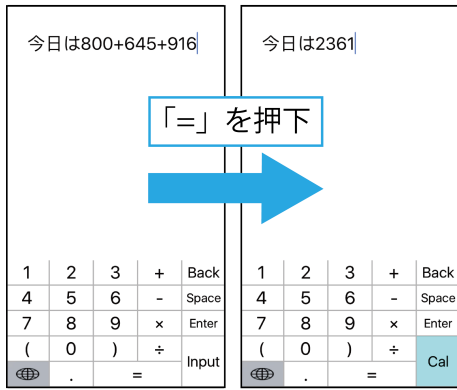 今日は800+645+916
今日は2361
「=」を押下
1 2 3 + Back
4 5 6 - Space
7 8 9 × Enter
( 0 ) ÷ Input
. =
1 2 3 + Back
4 5 6 - Space
7 8 9 × Enter
( 0 ) ÷ Cal
. =